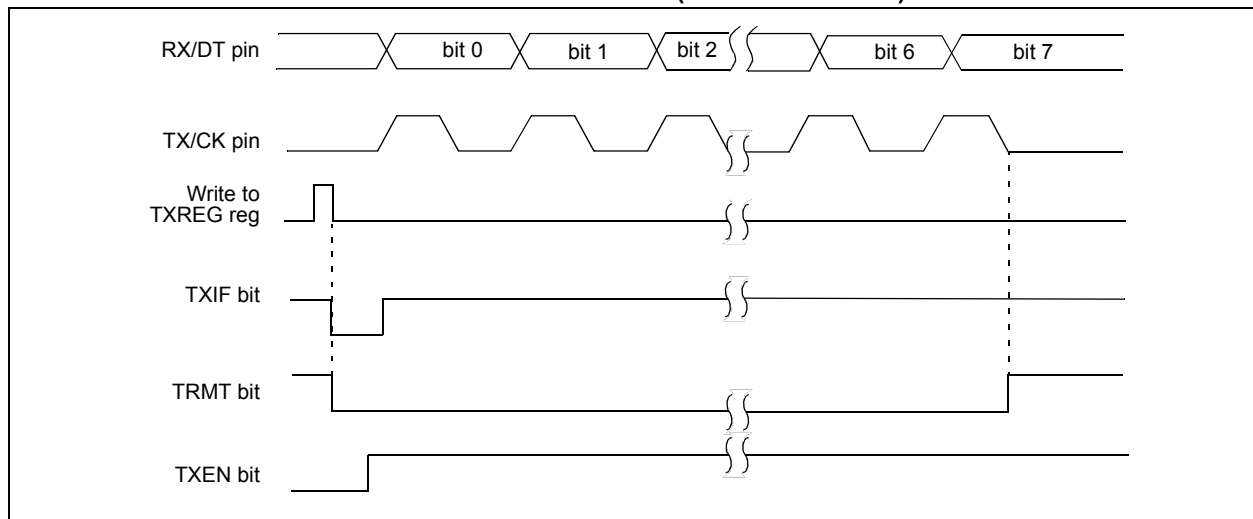 RX/DT pin
bit 0
bit 1
bit 2
bit 6
bit 7
TX/CK pin
Write to
TXREG reg
TXIF bit
TRMT bit
TXEN bit